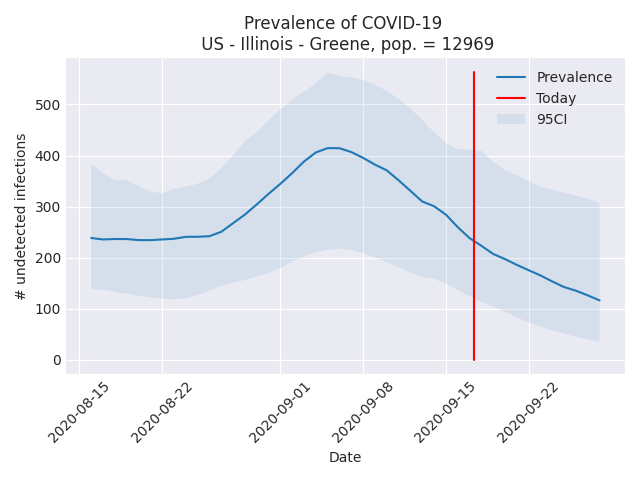 Prevalence of COVID-19
US - Illinois - Greene, pop. = 12969
Prevalence
Today
95CI
# undetected infections
500
400
300
200
100
0
2020-08-15
2020-08-22
2020-09-01
2020-09-08
2020-09-15
2020-09-22
Date